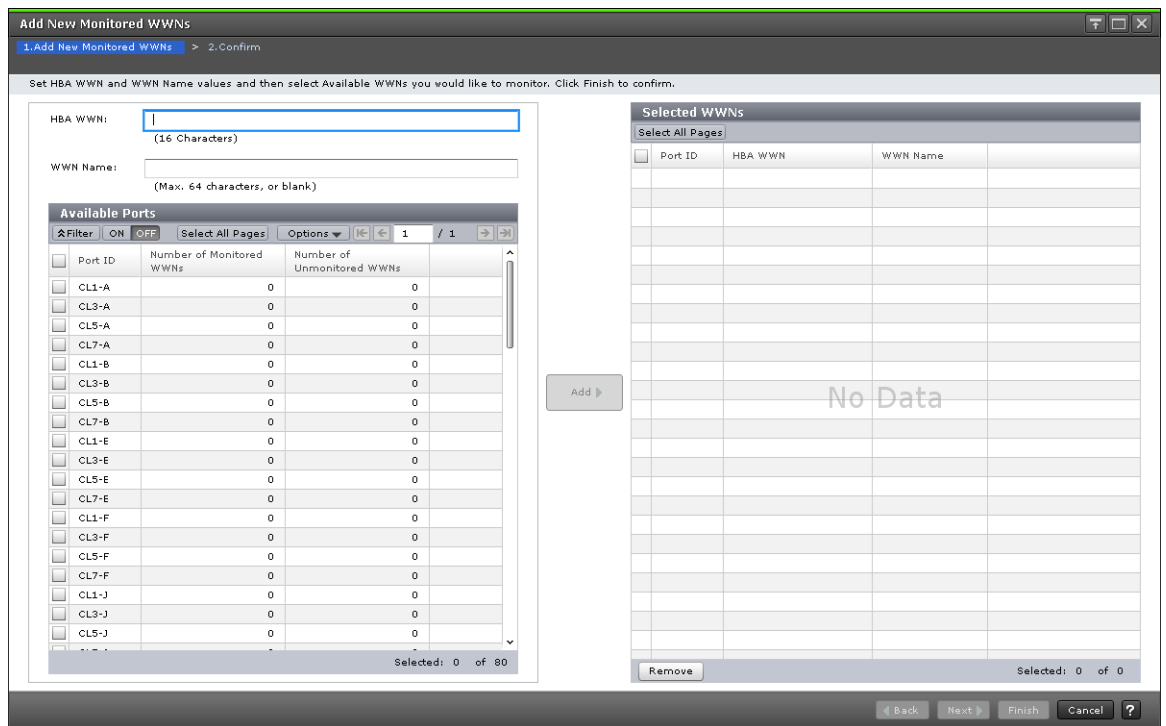 Add New Monitored WWNs
1.Add New Monitored WWNs > 2.Confirm
Set HBA WWN and WWN Name values and then select Available WWNs you would like to monitor. Click Finish to confirm.
HBA WWN:
(16 Characters)
WWN Name:
(Max. 64 characters, or blank)
Available Ports
Filter ON OFF Select All Pages Options 1 / 1
Port ID Number of Monitored WWNs Number of Unmonitored WWNs
CL1-A 0 0
CL3-A 0 0
CL5-A 0 0
CL7-A 0 0
CL1-B 0 0
CL3-B 0 0
CL5-B 0 0
CL7-B 0 0
CL1-E 0 0
CL3-E 0 0
CL5-E 0 0
CL7-E 0 0
CL1-F 0 0
CL3-F 0 0
CL5-F 0 0
CL7-F 0 0
CL1-J 0 0
CL3-J 0 0
CL5-J 0 0
Selected: 0 of 80
Add
Selected WWNs
Select All Pages
Port ID HBA WWN WWN Name
No Data
Remove Selected: 0 of 0
Back Next Finish Cancel ?